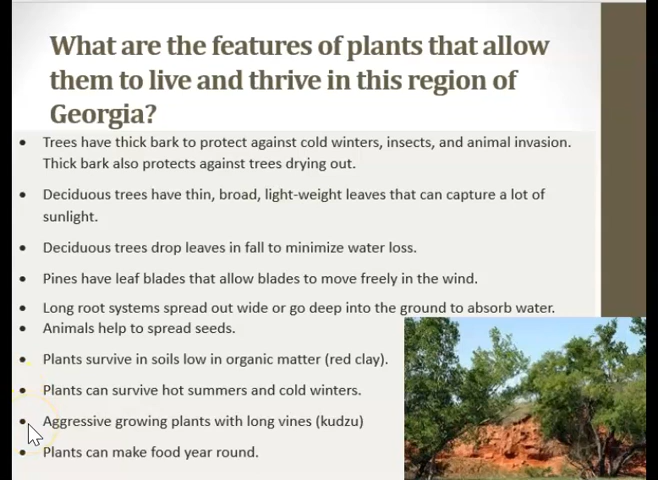 What are the features of plants that allow
them to live and thrive in this region of
Georgia?
• Trees have thick bark to protect against cold winters, insects, and animal invasion.
Thick bark also protects against trees drying out.
• Deciduous trees have thin, broad, light-weight leaves that can capture a lot of
sunlight.
• Deciduous trees drop leaves in fall to minimize water loss.
• Pines have leaf blades that allow blades to move freely in the wind.
• Long root systems spread out wide or go deep into the ground to absorb water.
• Animals help to spread seeds.
• Plants survive in soils low in organic matter (red clay).
• Plants can survive hot summers and cold winters.
• Aggressive growing plants with long vines (kudzu)
• Plants can make food year round.